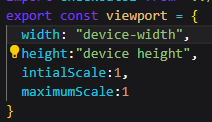 export const viewport = {
width: "device-width",
height:"device height",
intialScale:1,
maximumScale:1
}